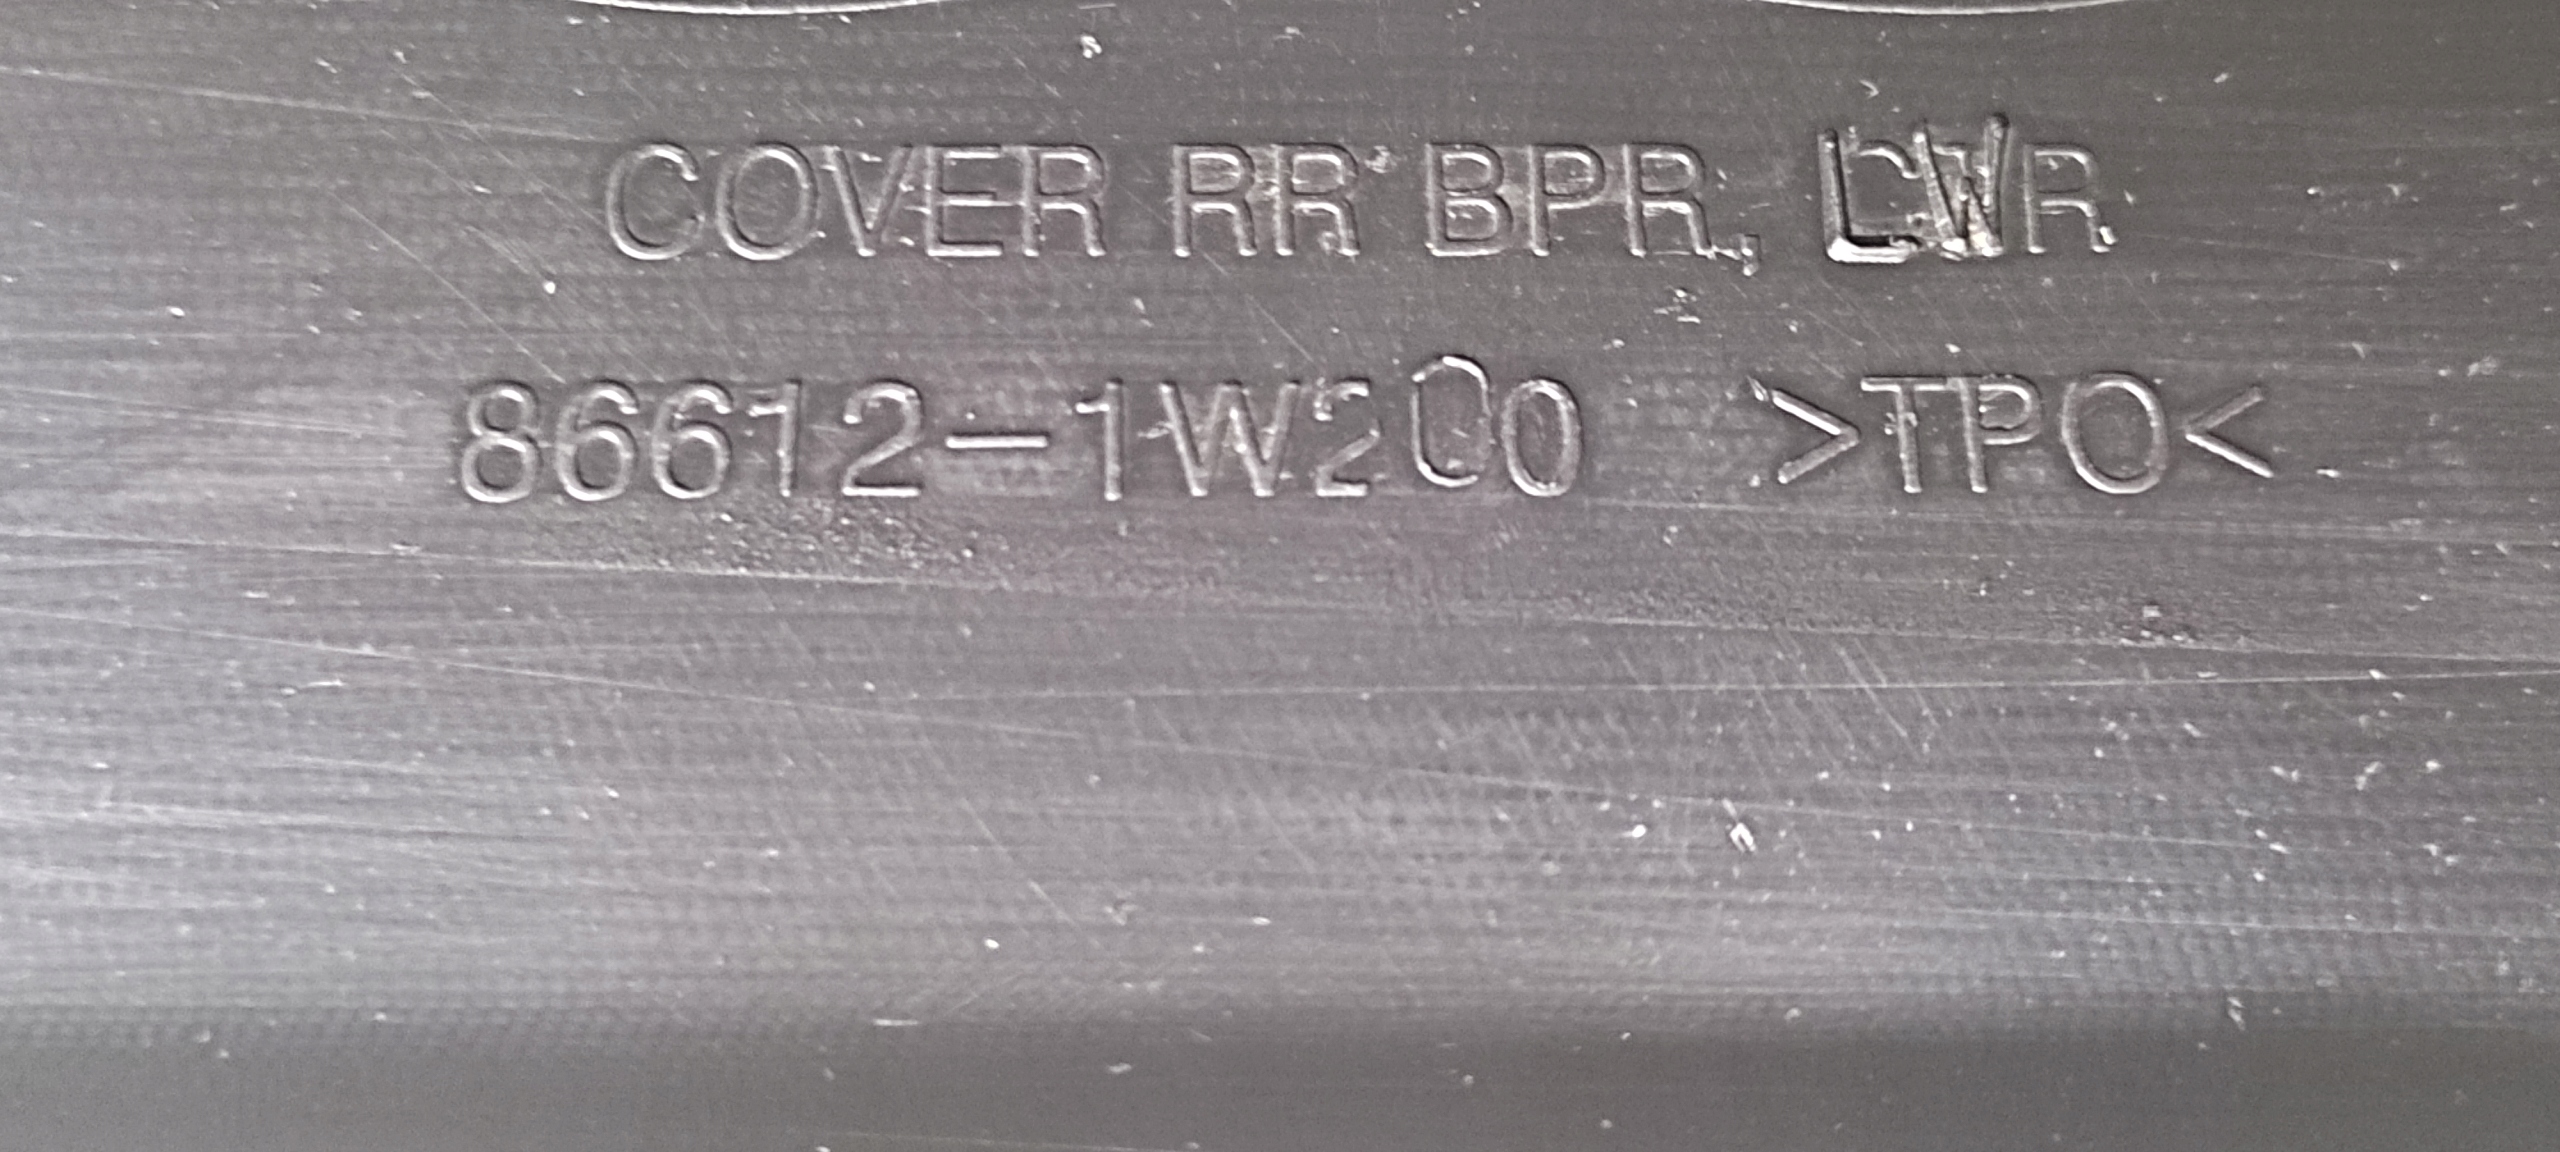 COVER RR BPR, LWR
86612-1W200 >TPO<